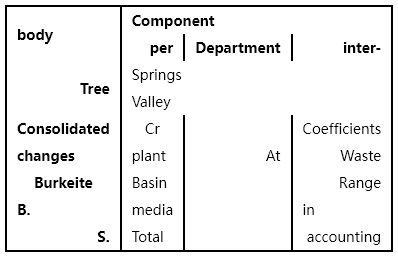 body
Component
per Department inter-
Tree
Springs
Valley
Consolidated Cr Coefficients
changes plant At Waste
Burkeite Basin Range
B. media in
S. Total accounting